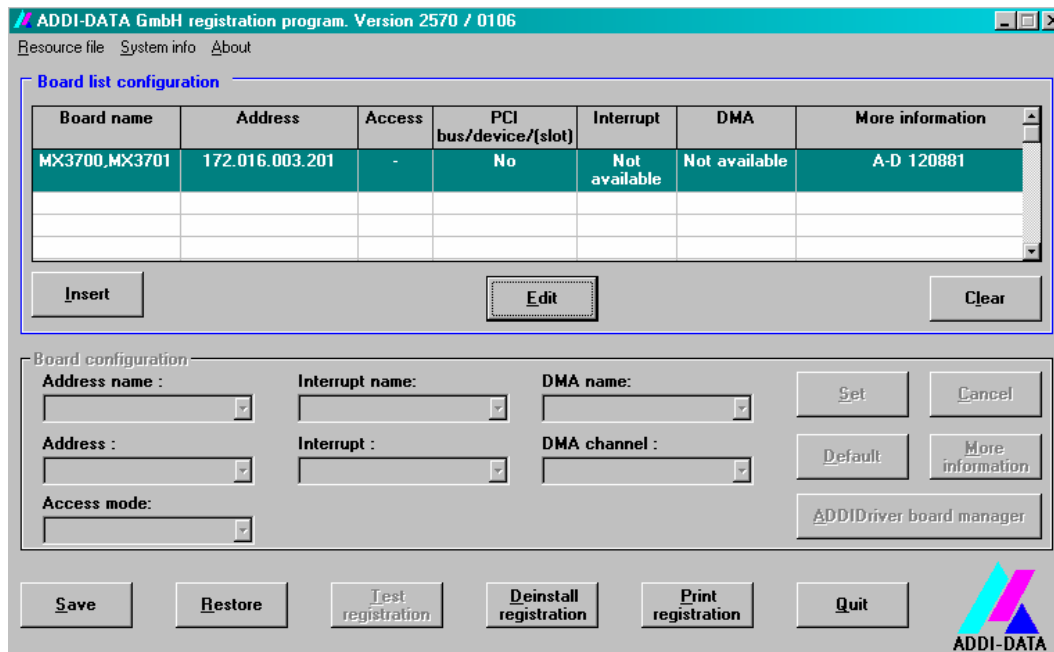 ADDI-DATA GmbH registration program. Version 2570 / 0106
Resource file System info About
Board list configuration
Board name Address Access PCI bus/device/(slot) Interrupt DMA More information
MX3700,MX3701 172.016.003.201 - No Not available Not available A-D 120881
Insert Edit Clear
Board configuration
Address name : Interrupt name: DMA name:
Set Cancel
Address : Interrupt : DMA channel :
Default More information
Access mode:
ADDIDriver board manager
Save Restore Test registration Deinstall registration Print registration Quit
ADDI-DATA